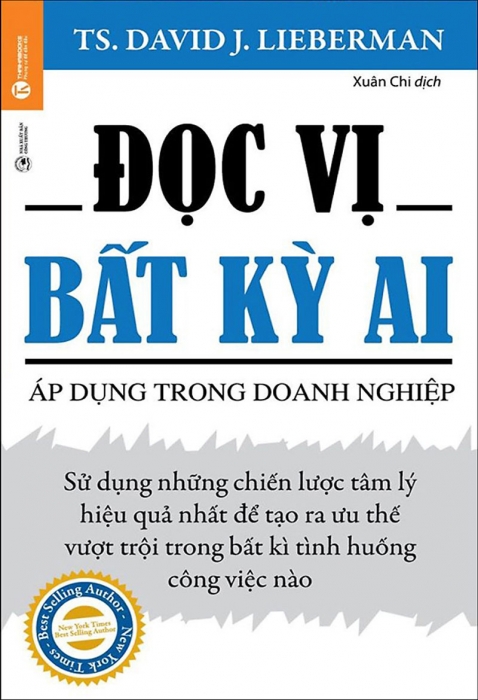 TS. DAVID J. LIEBERMAN
Xuân Chi dịch
ĐỌC VỊ
BẤT KỲ AI
ÁP DỤNG TRONG DOANH NGHIỆP
Sử dụng những chiến lược tâm lý
hiệu quả nhất để tạo ra ưu thế
vượt trội trong bất kì tình huống
công việc nào
Best Selling Author
New York Times
Best Selling Author
New York Times